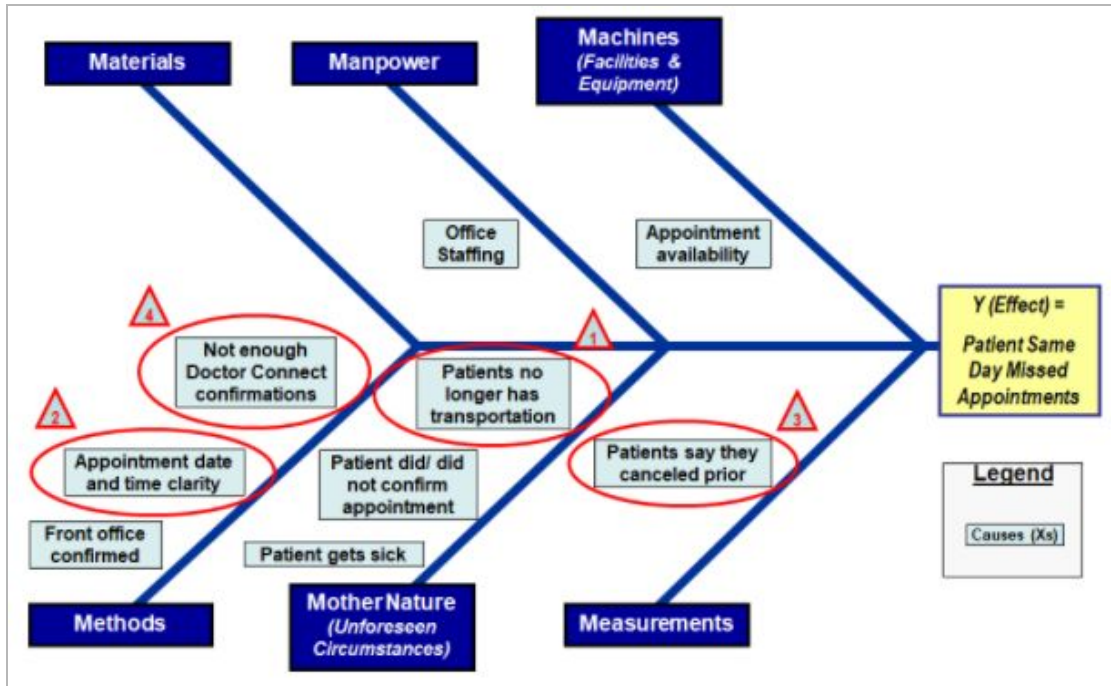 Materials
Manpower
Machines
(Facilities &
Equipment)
Office
Staffing
Appointment
availability
Y (Effect) =
Patient Same
Day Missed
Appointments
4
Not enough
Doctor Connect
confirmations
1
Patients no
longer has
transportation
2
Appointment date
and time clarity
Patient did/ did
not confirm
appointment
3
Patients say they
canceled prior
Front office
confirmed
Patient gets sick
Legend
Causes (Xs)
Methods
Mother Nature
(Unforeseen
Circumstances)
Measurements